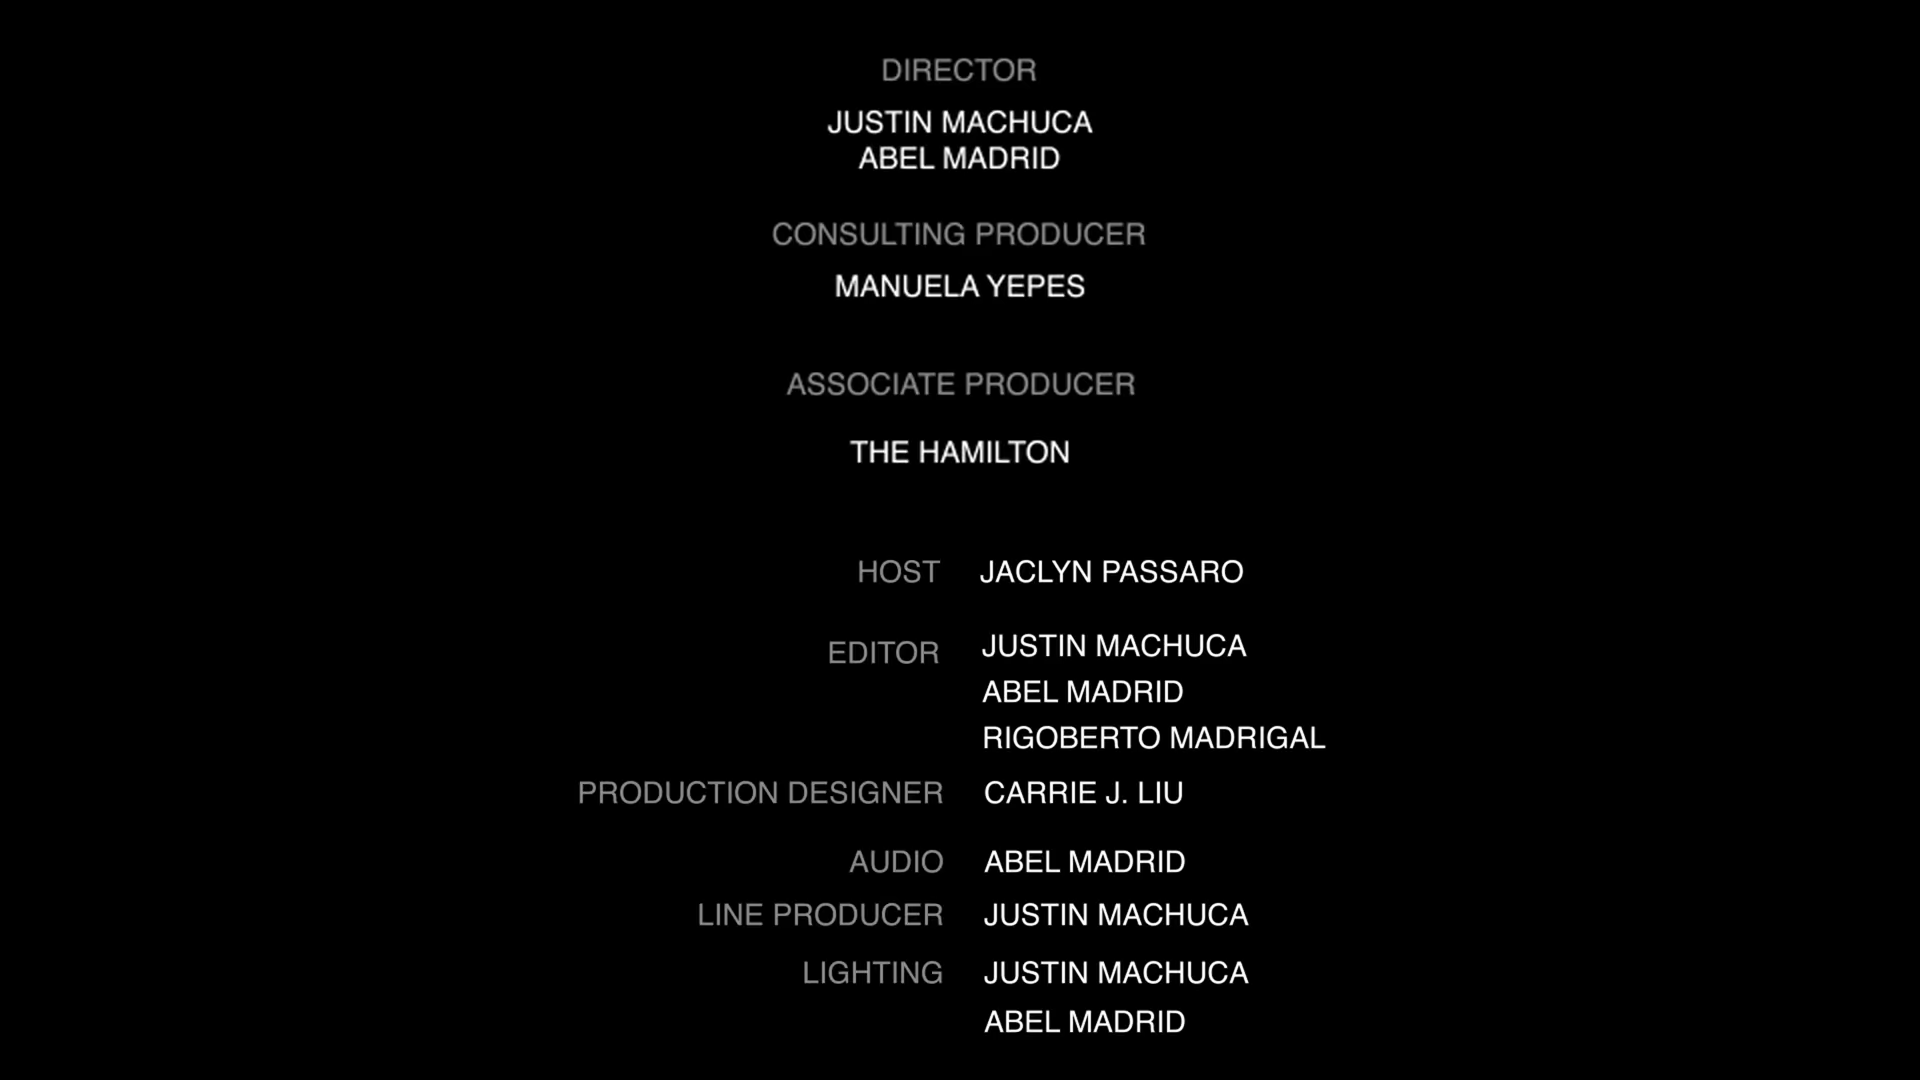 DIRECTOR
JUSTIN MACHUCA
ABEL MADRID
CONSULTING PRODUCER
MANUELA YEPES
ASSOCIATE PRODUCER
THE HAMILTON
HOST JACLYN PASSARO
EDITOR JUSTIN MACHUCA
ABEL MADRID
RIGOBERTO MADRIGAL
PRODUCTION DESIGNER CARRIE J. LIU
AUDIO ABEL MADRID
LINE PRODUCER JUSTIN MACHUCA
LIGHTING JUSTIN MACHUCA
ABEL MADRID